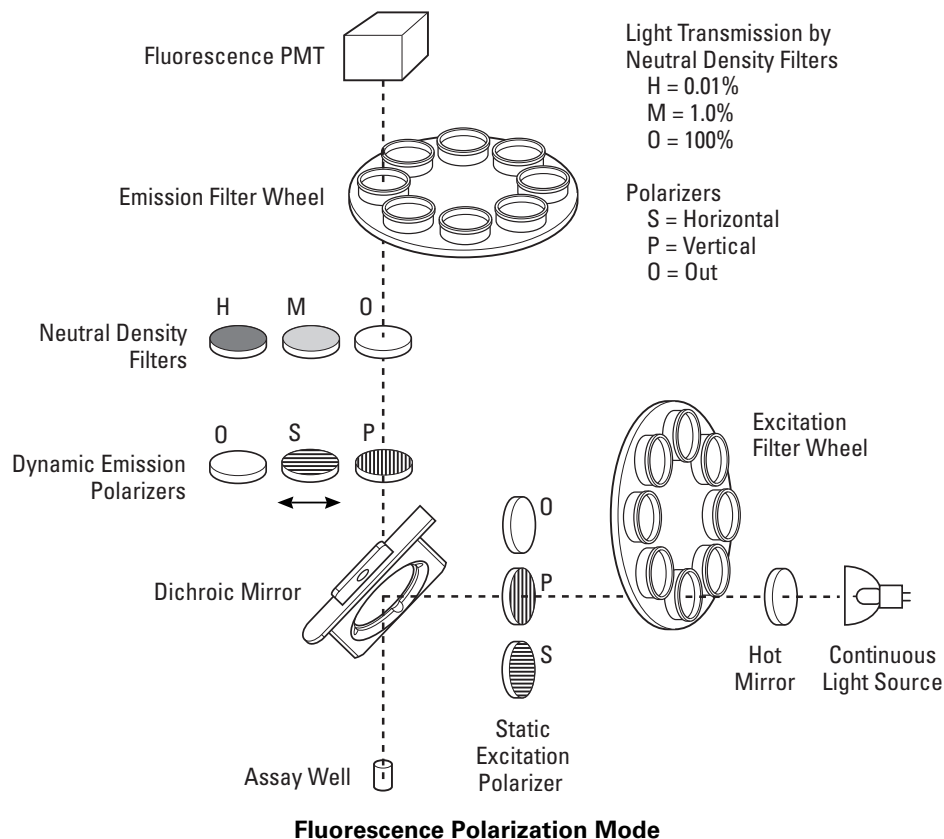 Fluorescence PMT
Light Transmission by
Neutral Density Filters
H = 0.01%
M = 1.0%
O = 100%
Emission Filter Wheel
Polarizers
S = Horizontal
P = Vertical
O = Out
H
M
O
Neutral Density
Filters
Excitation
Filter Wheel
O
S
P
Dynamic Emission
Polarizers
O
Dichroic Mirror
P
S
Hot
Mirror
Continuous
Light Source
Static
Excitation
Polarizer
Assay Well
Fluorescence Polarization Mode